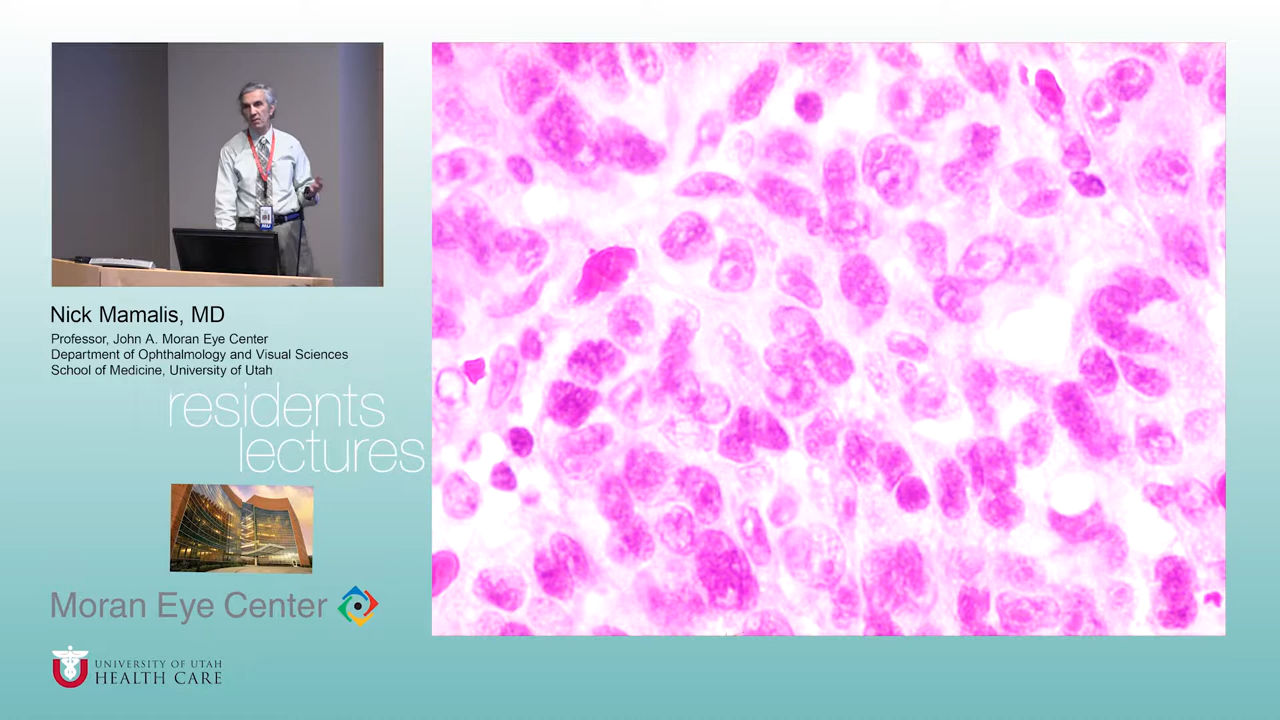 Nick Mamalis, MD
Professor, John A. Moran Eye Center
Department of Ophthalmology and Visual Sciences
School of Medicine, University of Utah
residents
lectures
Moran Eye Center
UNIVERSITY OF UTAH
HEALTH CARE